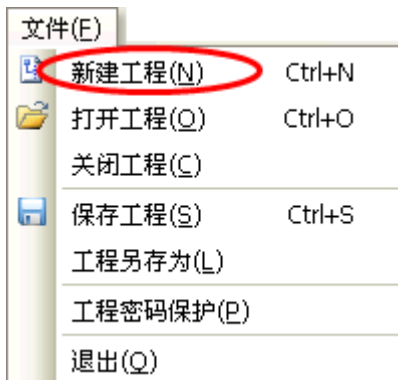 文件(F)
新建工程(N) Ctrl+N
打开工程(O) Ctrl+O
关闭工程(C)
保存工程(S) Ctrl+S
工程另存为(L)
工程密码保护(P)
退出(Q)